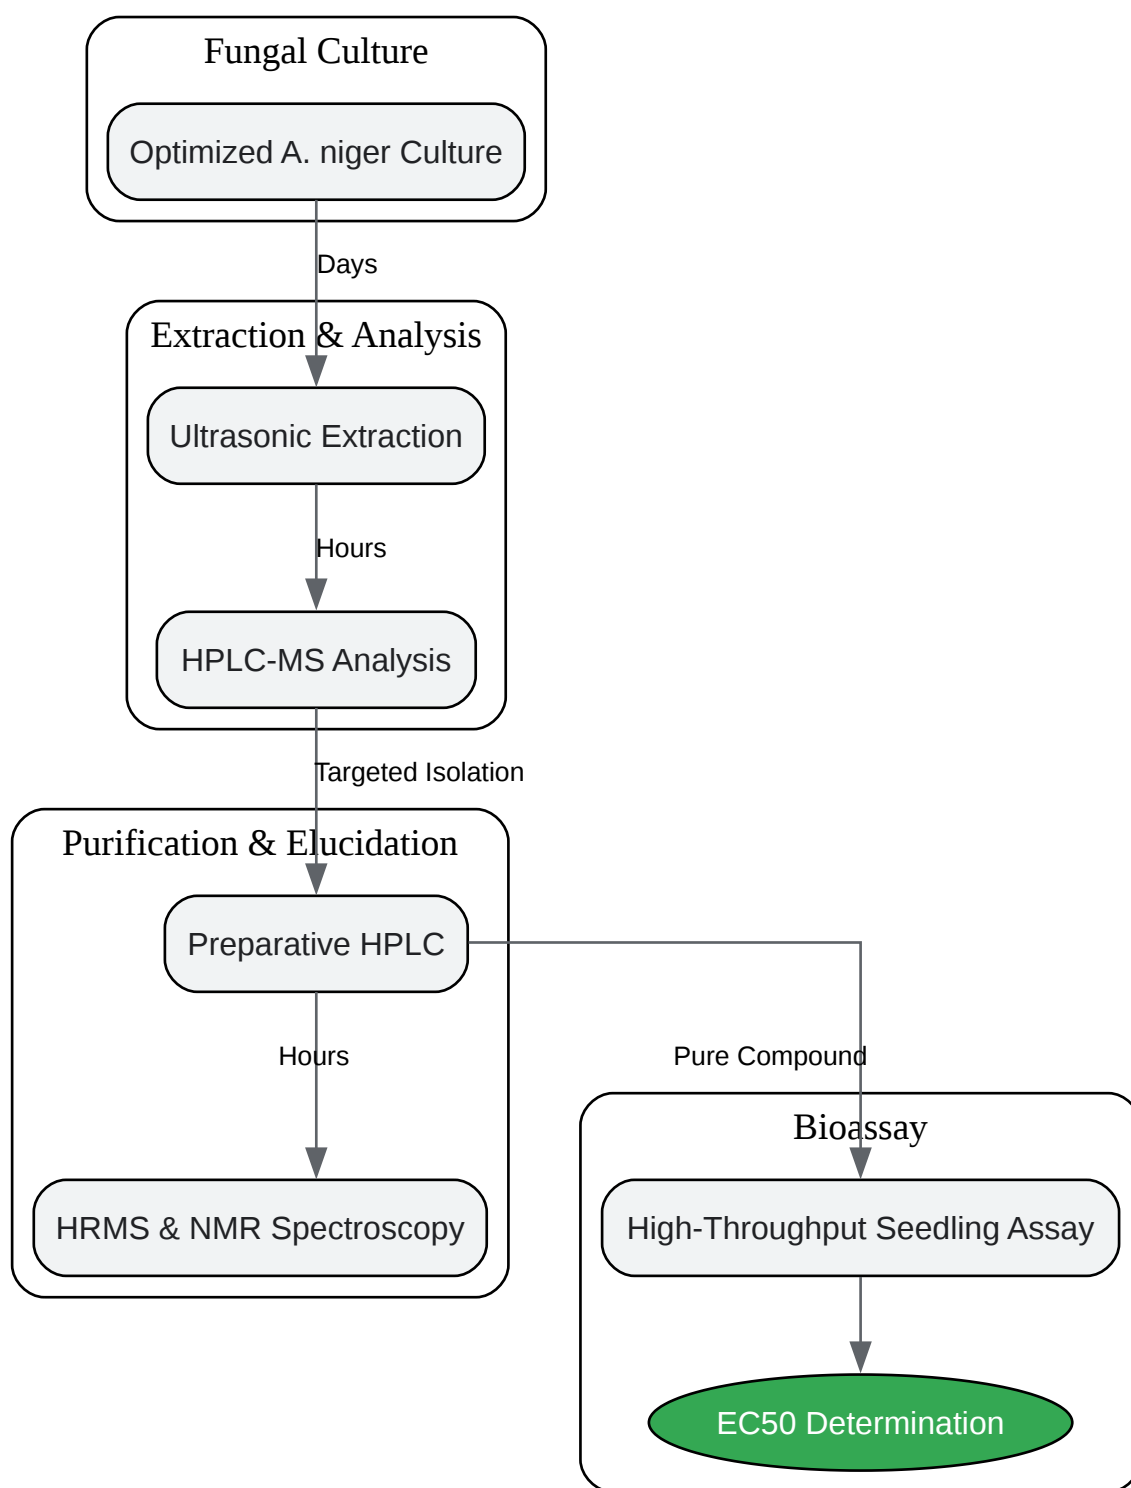 Fungal Culture
Optimized A. niger Culture
Days
Extraction & Analysis
Ultrasonic Extraction
Hours
HPLC-MS Analysis
Targeted Isolation
Purification & Elucidation
Preparative HPLC
Hours
Pure Compound
Bioassay
HRMS & NMR Spectroscopy
High-Throughput Seedling Assay
EC50 Determination